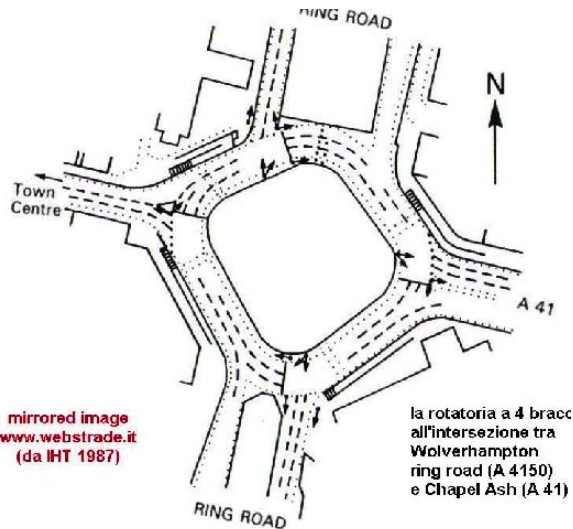 RING ROAD
N
Town
Centre
A 41
mirrored image
www.webstrade.it
(da IHT 1987)
la rotatoria a 4 bracc
all'intersezione tra
Wolverhampton
ring road (A 4150)
e Chapel Ash (A 41)
RING ROAD